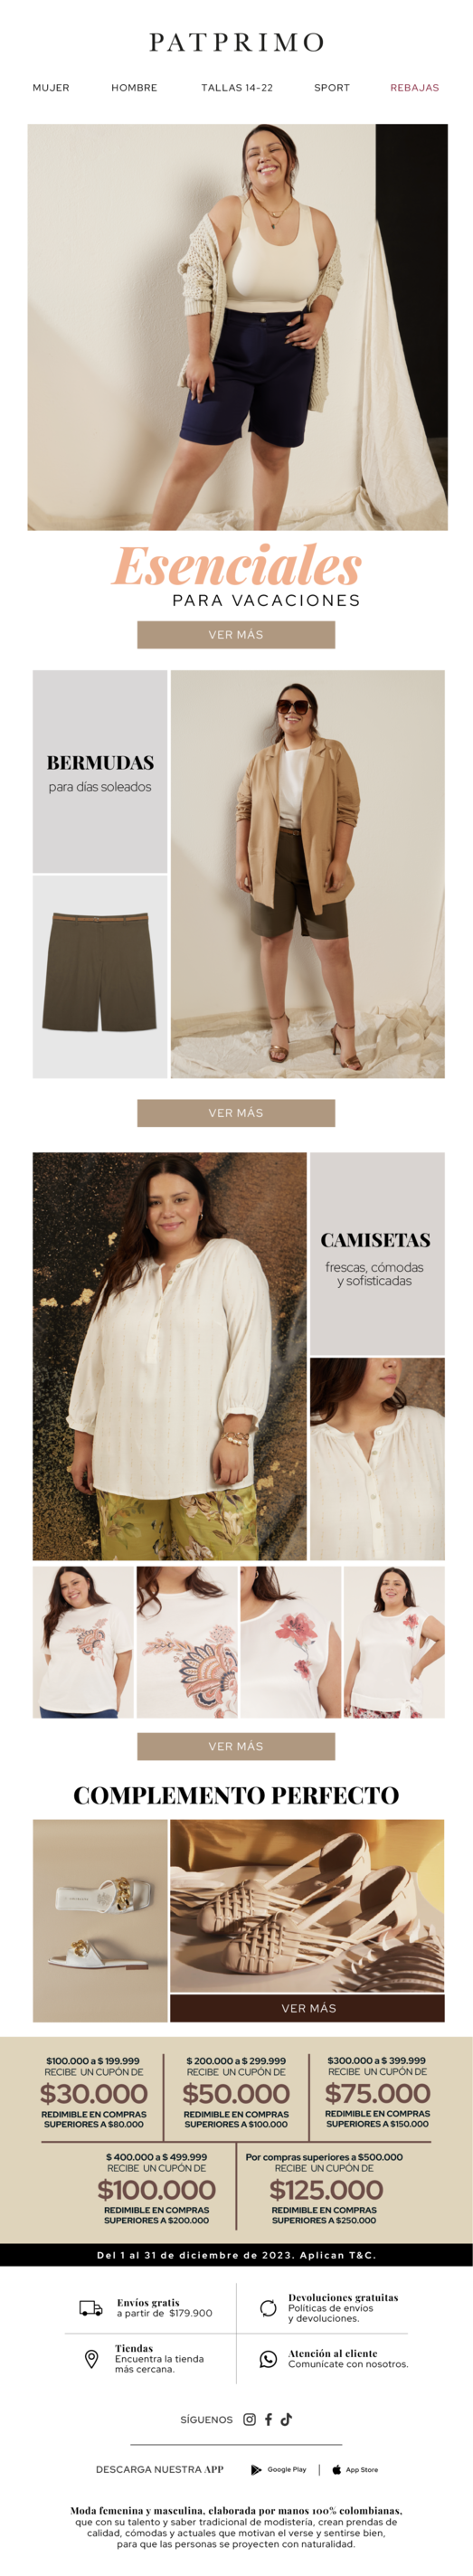 PATPRIMO
MUJER HOMBRE TALLAS 14-22 SPORT REBAJAS
Esenciales
PARA VACACIONES
VER MÁS
BERMUDAS
para días soleados
VER MÁS
CAMISETAS
frescas, cómodas
y sofisticadas
VER MÁS
COMPLEMENTO PERFECTO
VER MÁS
$100.000 a $ 199.999
RECIBE UN CUPÓN DE
$30.000
REDIMIBLE EN COMPRAS
SUPERIORES A $80.000
$ 200.000 a $ 299.999
RECIBE UN CUPÓN DE
$50.000
REDIMIBLE EN COMPRAS
SUPERIORES A $100.000
$300.000 a $ 399.999
RECIBE UN CUPÓN DE
$75.000
REDIMIBLE EN COMPRAS
SUPERIORES A $150.000
$ 400.000 a $ 499.999
RECIBE UN CUPÓN DE
$100.000
REDIMIBLE EN COMPRAS
SUPERIORES A $200.000
Por compras superiores a $500.000
RECIBE UN CUPÓN DE
$125.000
REDIMIBLE EN COMPRAS
SUPERIORES A $250.000
Del 1 al 31 de diciembre de 2023. Aplican T&C.
Envíos gratis
a partir de $179.900
Devoluciones gratuitas
Políticas de envíos
y devoluciones.
Tiendas
Encuentra la tienda
más cercana.
Atención al cliente
Comunícate con nosotros.
SÍGUENOS
DESCARGA NUESTRA APP Google Play | App Store
Moda femenina y masculina, elaborada por manos 100% colombianas,
que con su talento y saber tradicional de modistería, crean prendas de
calidad, cómodas y actuales que motivan el verse y sentirse bien,
para que las personas se proyecten con naturalidad.